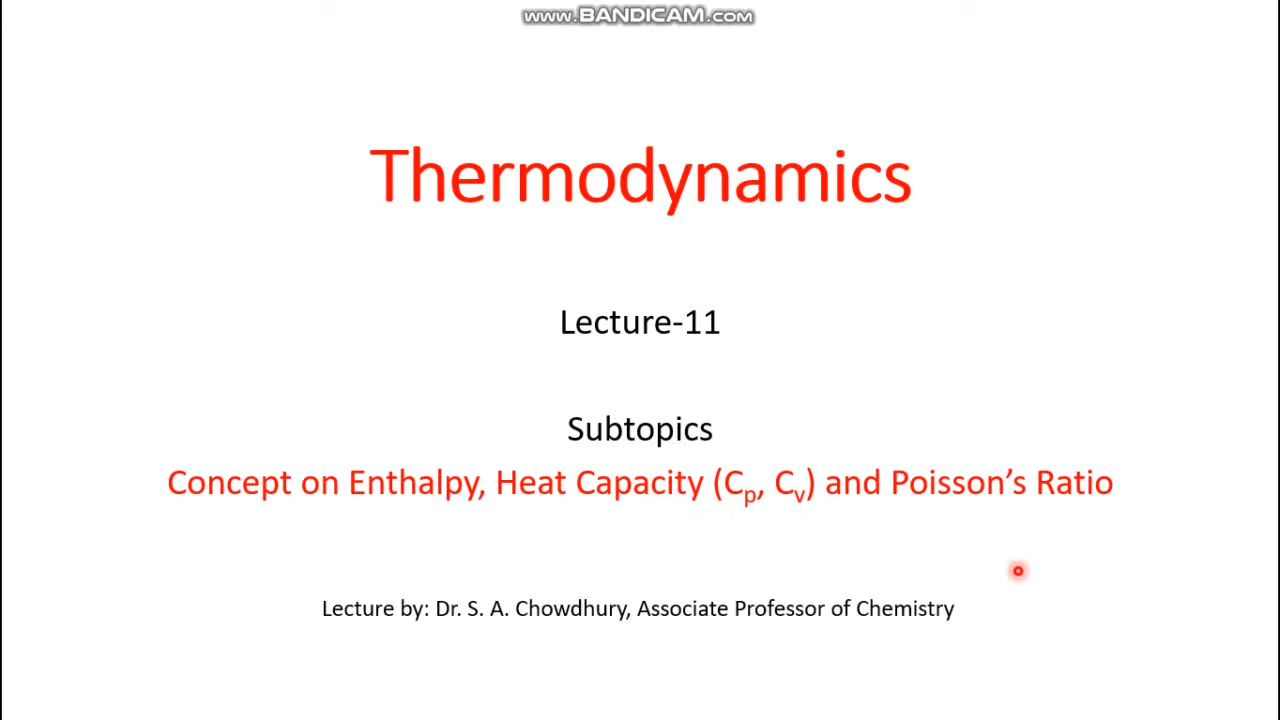 www.BANDICAM.com
Thermodynamics
Lecture-11
Subtopics
Concept on Enthalpy, Heat Capacity (Cp, Cv) and Poisson’s Ratio
Lecture by: Dr. S. A. Chowdhury, Associate Professor of Chemistry